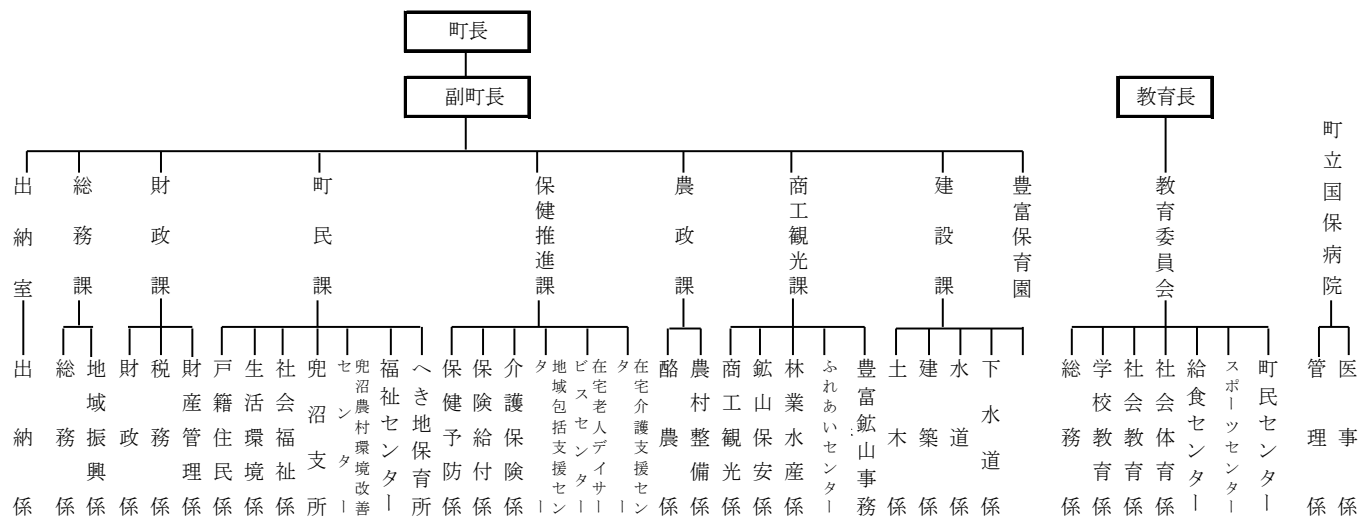 町長
副町長
教育長
出納室
総務課
財政課
町民課
保健推進課
農政課
商工観光課
建設課
豊富保育園
教育委員会
町立国保病院
出納係
総務係
地域振興係
財政係
税務係
財産管理係
戸籍住民係
生活環境係
社会福祉係
兜沼支所
兜沼農村環境改善
センター
福祉センター
へき地保育所
保健予防係
保険給付係
介護保険係
地域包括支援セン
ター
在宅老人デイサー
ビスセンター
在宅介護支援セン
ター
酪農係
農村整備係
商工観光係
鉱山保安係
林業水産係
ふれあいセンター
豊富鉱山事務
土木係
建築係
水道係
下水道係
総務係
学校教育係
社会教育係
社会体育係
給食センター
スポーツセンター
町民センター
管理係
医事係